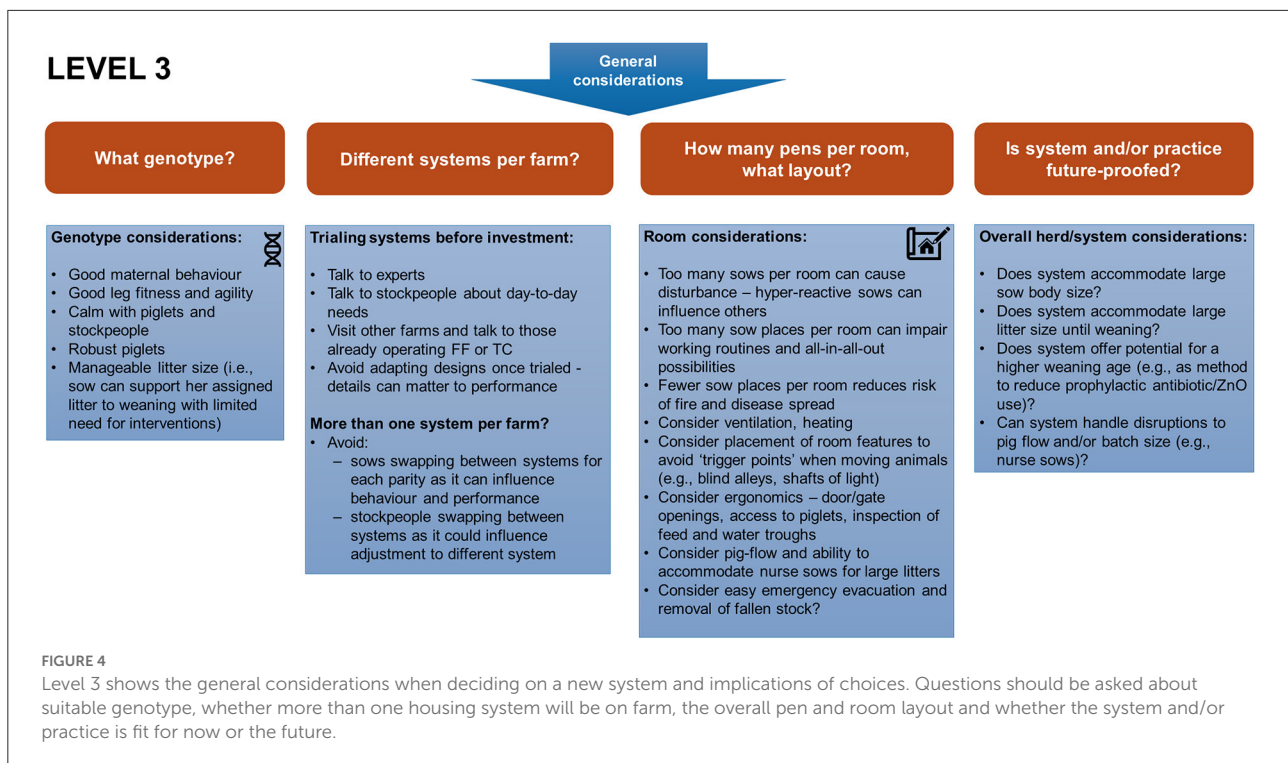 LEVEL 3
General
considerations
What genotype?
Different systems per farm?
How many pens per room,
what layout?
Is system and/or practice
future-proofed?
Genotype considerations:
• Good maternal behaviour
• Good leg fitness and agility
• Calm with piglets and
stockpeople
• Robust piglets
• Manageable litter size (i.e.,
sow can support her assigned
litter to weaning with limited
need for interventions)
Trialing systems before investment:
• Talk to experts
• Talk to stockpeople about day-to-day
needs
• Visit other farms and talk to those
already operating FF or TC
• Avoid adapting designs once trialed -
details can matter to performance
More than one system per farm?
• Avoid:
– sows swapping between systems for
each parity as it can influence
behaviour and performance
– stockpeople swapping between
systems as it could influence
adjustment to different system
Room considerations:
• Too many sows per room can cause
disturbance – hyper-reactive sows can
influence others
• Too many sow places per room can impair
working routines and all-in-all-out
possibilities
• Fewer sow places per room reduces risk
of fire and disease spread
• Consider ventilation, heating
• Consider placement of room features to
avoid ‘trigger points’ when moving animals
(e.g., blind alleys, shafts of light)
• Consider ergonomics – door/gate
openings, access to piglets, inspection of
feed and water troughs
• Consider pig-flow and ability to
accommodate nurse sows for large litters
• Consider easy emergency evacuation and
removal of fallen stock?
Overall herd/system considerations:
• Does system accommodate large
sow body size?
• Does system accommodate large
litter size until weaning?
• Does system offer potential for a
higher weaning age (e.g., as method
to reduce prophylactic antibiotic/ZnO
use)?
• Can system handle disruptions to
pig flow and/or batch size (e.g.,
nurse sows)?
FIGURE 4
Level 3 shows the general considerations when deciding on a new system and implications of choices. Questions should be asked about
suitable genotype, whether more than one housing system will be on farm, the overall pen and room layout and whether the system and/or
practice is fit for now or the future.